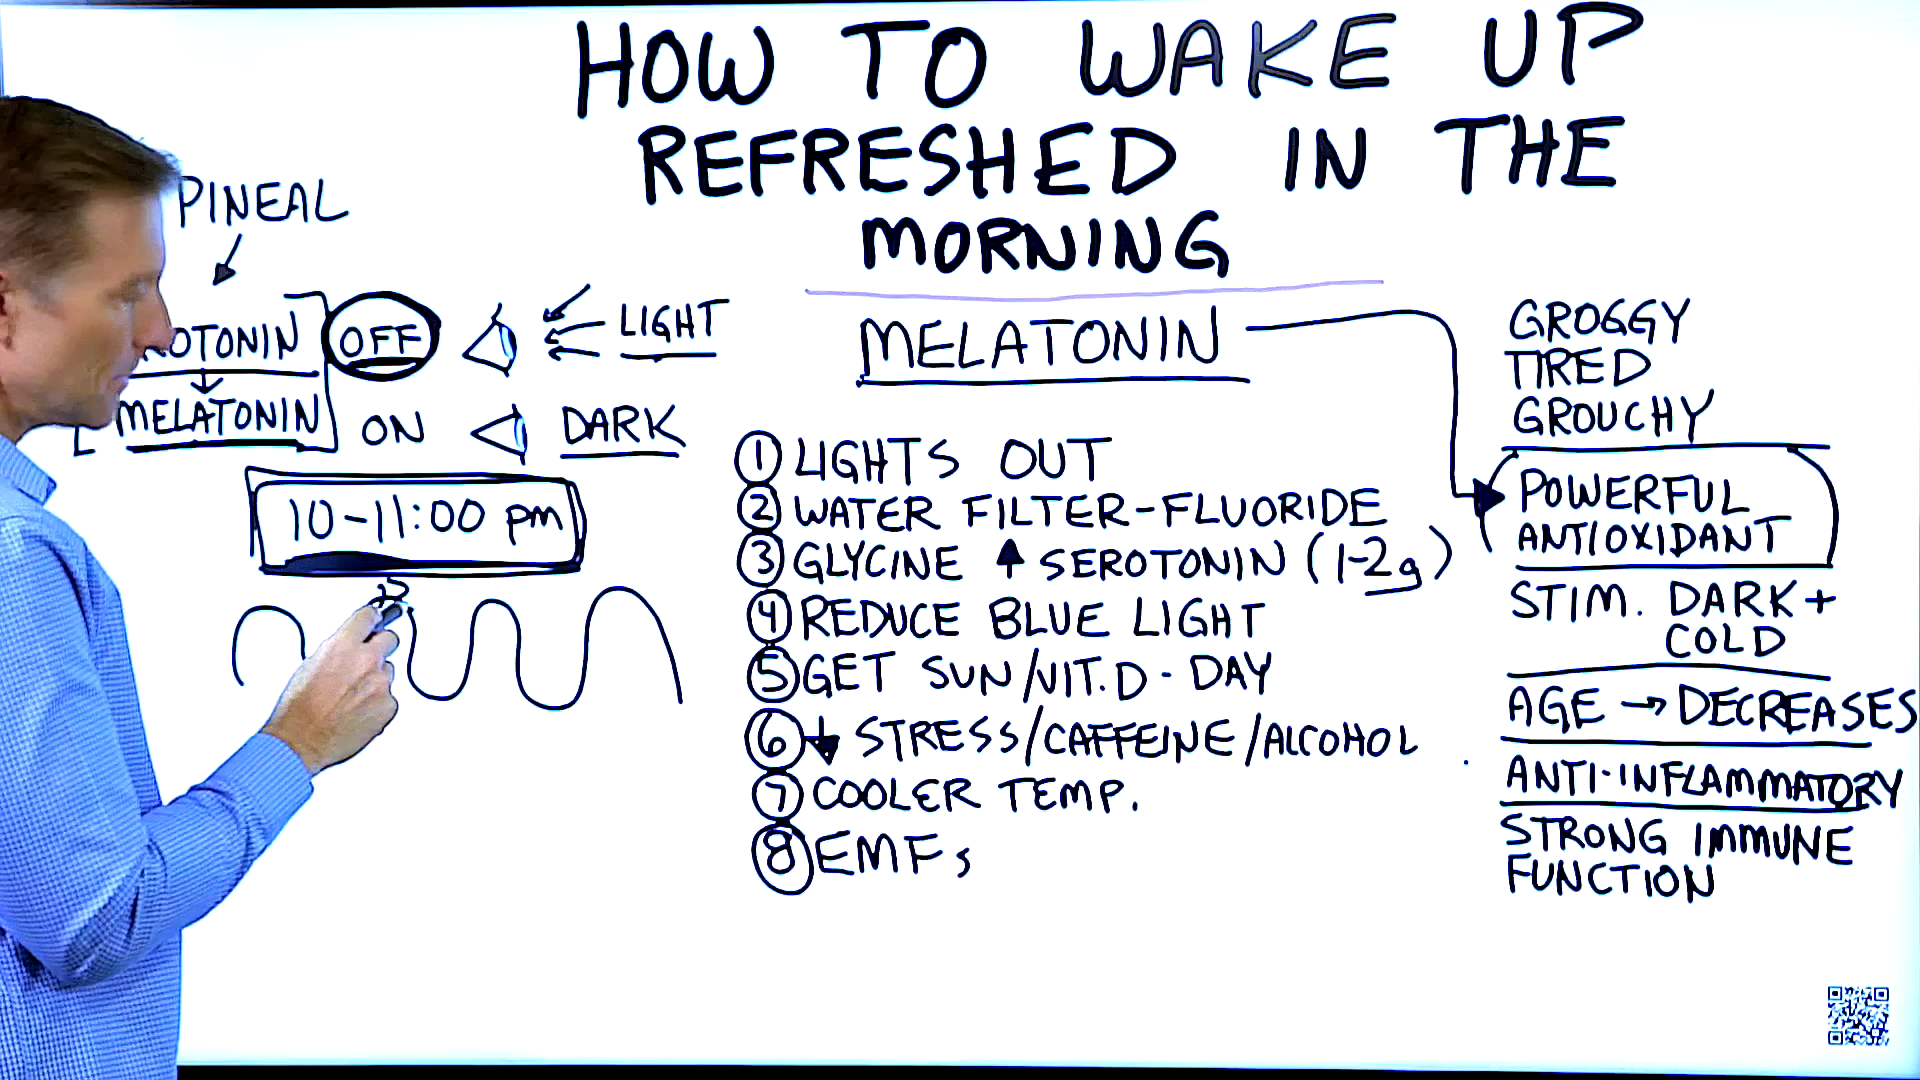 HOW TO WAKE UP
REFRESHED IN THE
MORNING
PINEAL
ROTONIN OFF LIGHT
MELATONIN ON DARK
10-11:00 pm
MELATONIN
1 LIGHTS OUT
2 WATER FILTER-FLUORIDE
3 GLYCINE ↑ SEROTONIN (1-2g)
4 REDUCE BLUE LIGHT
5 GET SUN/VIT.D - DAY
6 ↓ STRESS/CAFFEINE/ALCOHOL
7 COOLER TEMP.
8 EMFs
GROGGY
TIRED
GROUCHY
POWERFUL
ANTIOXIDANT
STIM. DARK +
COLD
AGE → DECREASES
ANTI-INFLAMMATORY
STRONG IMMUNE
FUNCTION